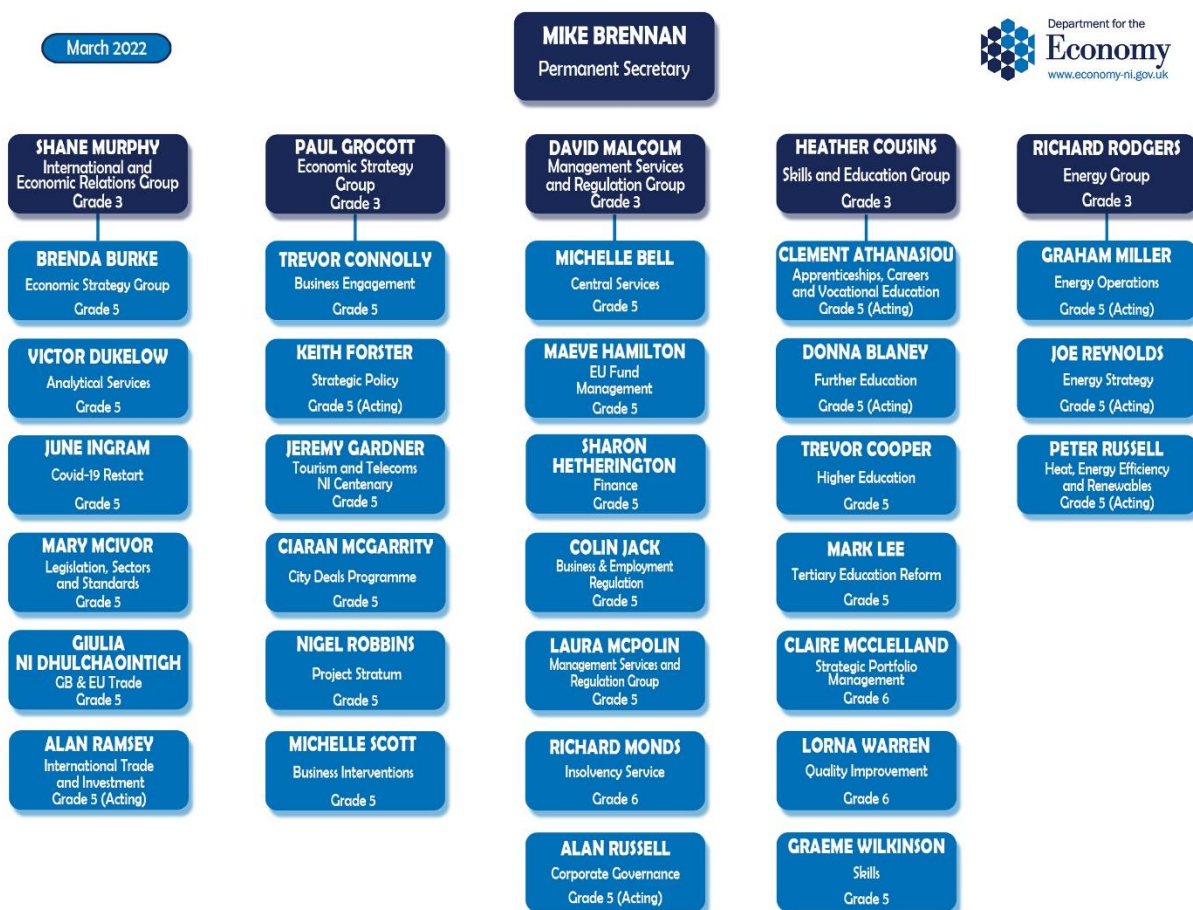 March 2022
MIKE BRENNAN
Permanent Secretary
Department for the
Economy
www.economy-ni.gov.uk
SHANE MURPHY
International and
Economic Relations Group
Grade 3
BRENDA BURKE
Economic Strategy Group
Grade 5
VICTOR DUKELOW
Analytical Services
Grade 5
JUNE INGRAM
Covid-19 Restart
Grade 5
MARY MCIVOR
Legislation, Sectors
and Standards
Grade 5
GIULIA
NI DHULCHAOINTIGH
GB & EU Trade
Grade 5
ALAN RAMSEY
International Trade
and Investment
Grade 5 (Acting)
PAUL GROCOTT
Economic Strategy
Group
Grade 3
TREVOR CONNOLLY
Business Engagement
Grade 5
KEITH FORSTER
Strategic Policy
Grade 5 (Acting)
JEREMY GARDNER
Tourism and Telecoms
NI Centenary
Grade 5
CIARAN MCGARRITY
City Deals Programme
Grade 5
NIGEL ROBBINS
Project Stratum
Grade 5
MICHELLE SCOTT
Business Interventions
Grade 5
DAVID MALCOLM
Management Services
and Regulation Group
Grade 3
MICHELLE BELL
Central Services
Grade 5
MAEVE HAMILTON
EU Fund
Management
Grade 5
SHARON
HETHERINGTON
Finance
Grade 5
COLIN JACK
Business & Employment
Regulation
Grade 5
LAURA MCPOLIN
Management Services and
Regulation Group
Grade 5
RICHARD MONDS
Insolvency Service
Grade 6
ALAN RUSSELL
Corporate Governance
Grade 5 (Acting)
HEATHER COUSINS
Skills and Education Group
Grade 3
CLEMENT ATHANASIOU
Apprenticeships, Careers
and Vocational Education
Grade 5 (Acting)
DONNA BLANEY
Further Education
Grade 5 (Acting)
TREVOR COOPER
Higher Education
Grade 5
MARK LEE
Tertiary Education Reform
Grade 5
CLAIRE MCCLELLAND
Strategic Portfolio
Management
Grade 6
LORNA WARREN
Quality Improvement
Grade 6
GRAEME WILKINSON
Skills
Grade 5
RICHARD RODGERS
Energy Group
Grade 3
GRAHAM MILLER
Energy Operations
Grade 5 (Acting)
JOE REYNOLDS
Energy Strategy
Grade 5 (Acting)
PETER RUSSELL
Heat, Energy Efficiency
and Renewables
Grade 5 (Acting)